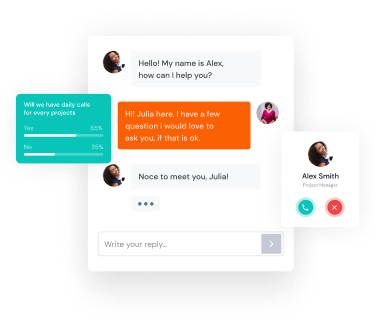 Hello! My name is Alex,
how can I help you?
Will we have daily calls
for every projects
Yes 65%
No 35%
Hi! Julia here, I have a few
question i would love to
ask you, if that is ok.
Noce to meet you, Julia!
Alex Smith
Project Manager
Write your reply...